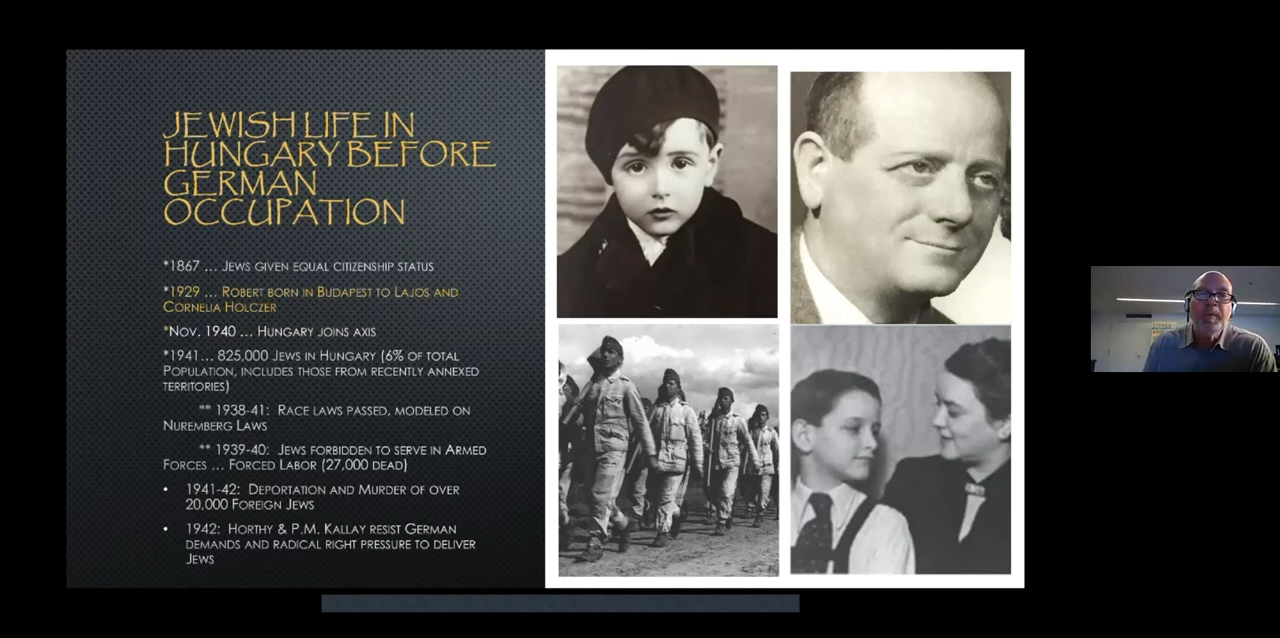 JEWISH LIFE IN
HUNGARY BEFORE
GERMAN
OCCUPATION
*1867 … JEWS GIVEN EQUAL CITIZENSHIP STATUS
*1929 … ROBERT BORN IN BUDAPEST TO LAJOS AND
CORNELIA HOLCZER
*NOV. 1940 … HUNGARY JOINS AXIS
*1941… 825,000 JEWS IN HUNGARY (6% OF TOTAL
POPULATION, INCLUDES THOSE FROM RECENTLY ANNEXED
TERRITORIES)
** 1938-41: RACE LAWS PASSED, MODELED ON
NUREMBERG LAWS
** 1939-40: JEWS FORBIDDEN TO SERVE IN ARMED
FORCES … FORCED LABOR (27,000 DEAD)
• 1941-42: DEPORTATION AND MURDER OF OVER
20,000 FOREIGN JEWS
• 1942: HORTHY & P.M. KALLAY RESIST GERMAN
DEMANDS AND RADICAL RIGHT PRESSURE TO DELIVER
JEWS